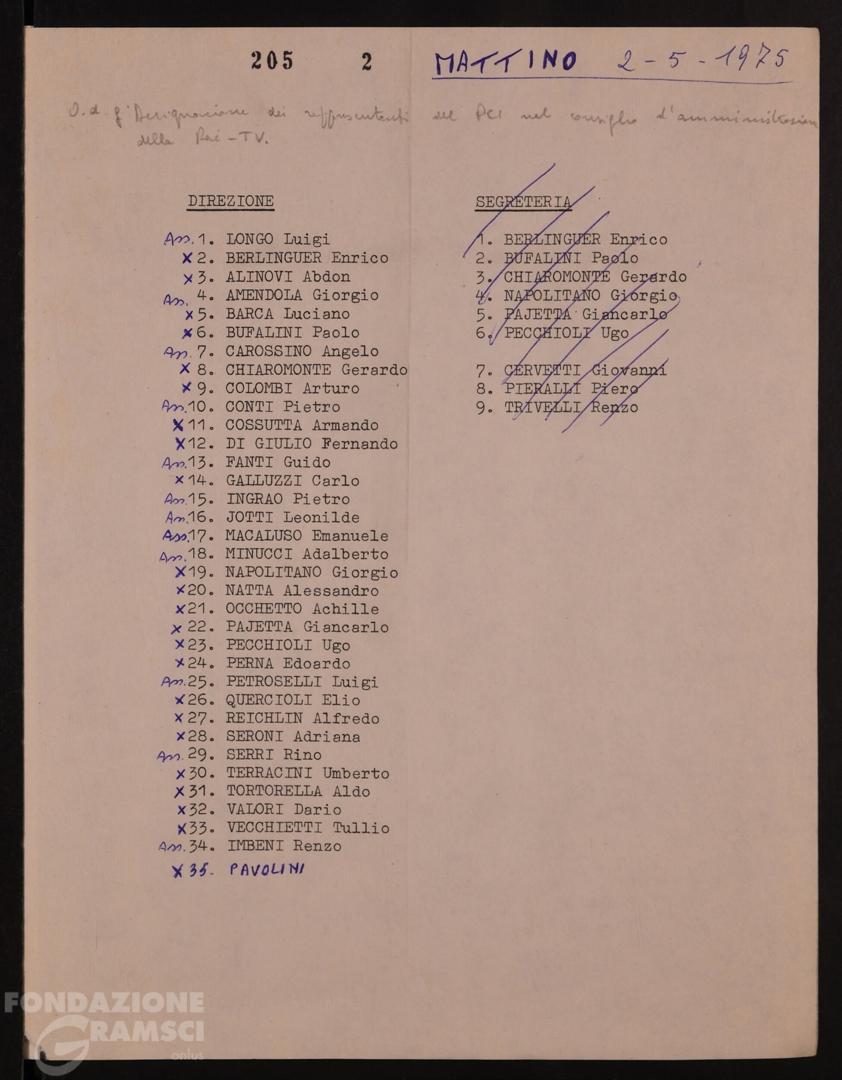 205 2 MATTINO 2-5-1975
O.d.g. Designazione dei rappresentanti del PCI nel consiglio d'amministrazione
della Rai-TV.
DIREZIONE
Ass. 1. LONGO Luigi
x 2. BERLINGUER Enrico
x 3. ALINOVI Abdon
Ass. 4. AMENDOLA Giorgio
x 5. BARCA Luciano
x 6. BUFALINI Paolo
Ass. 7. CAROSSINO Angelo
x 8. CHIAROMONTE Gerardo
x 9. COLOMBI Arturo
Ass. 10. CONTI Pietro
x 11. COSSUTTA Armando
x 12. DI GIULIO Fernando
Ass. 13. FANTI Guido
x 14. GALLUZZI Carlo
Ass. 15. INGRAO Pietro
Ass. 16. JOTTI Leonilde
Ass. 17. MACALUSO Emanuele
Ass. 18. MINUCCI Adalberto
x 19. NAPOLITANO Giorgio
x 20. NATTA Alessandro
x 21. OCCHETTO Achille
x 22. PAJETTA Giancarlo
x 23. PECCHIOLI Ugo
x 24. PERNA Edoardo
Ass. 25. PETROSELLI Luigi
x 26. QUERCIOLI Elio
x 27. REICHLIN Alfredo
x 28. SERONI Adriana
Ass. 29. SERRI Rino
x 30. TERRACINI Umberto
x 31. TORTORELLA Aldo
x 32. VALORI Dario
x 33. VECCHIETTI Tullio
Ass. 34. IMBENI Renzo
x 35. PAVOLINI
SEGRETERIA
1. BERLINGUER Enrico
2. BUFALINI Paolo
3. CHIAROMONTE Gerardo
4. NAPOLITANO Giorgio
5. PAJETTA Giancarlo
6. PECCHIOLI Ugo
7. CERVETTI Giovanni
8. PIERALLI Piero
9. TRIVELLI Renzo
FONDAZIONE
GRAMSCI
onlus